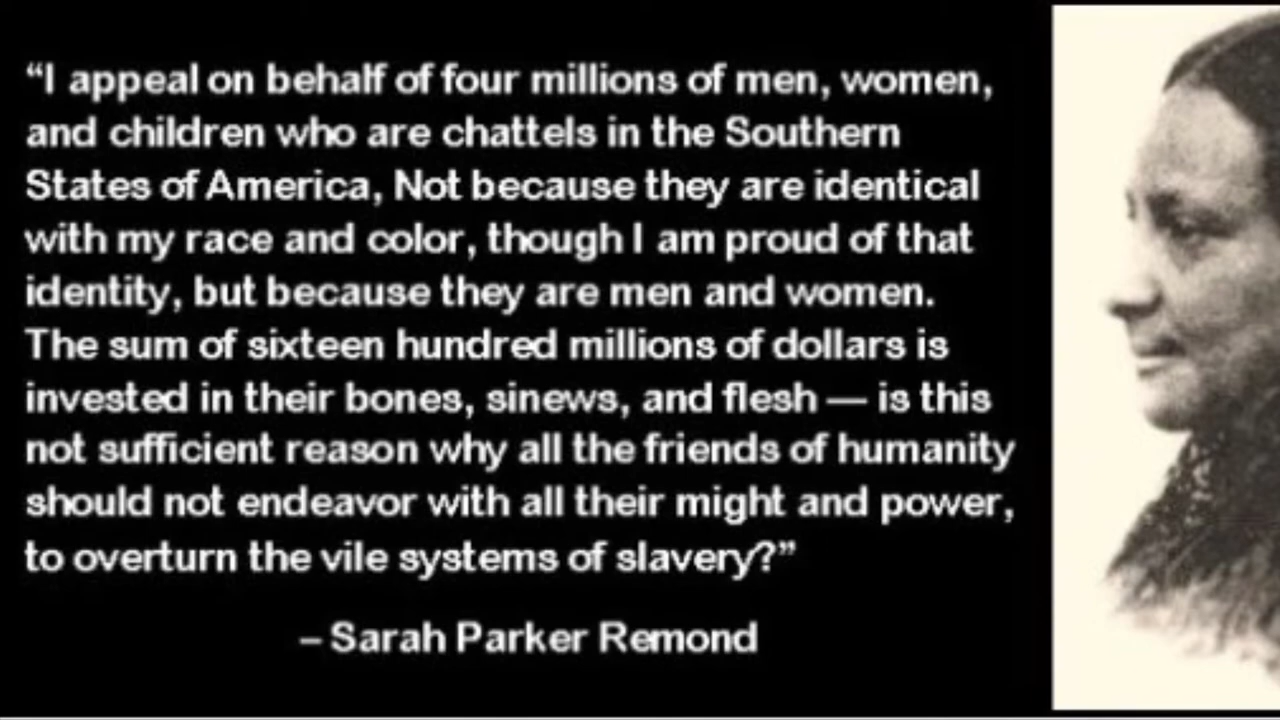 “I appeal on behalf of four millions of men, women,
and children who are chattels in the Southern
States of America, Not because they are identical
with my race and color, though I am proud of that
identity, but because they are men and women.
The sum of sixteen hundred millions of dollars is
invested in their bones, sinews, and flesh — is this
not sufficient reason why all the friends of humanity
should not endeavor with all their might and power,
to overturn the vile systems of slavery?”
– Sarah Parker Remond